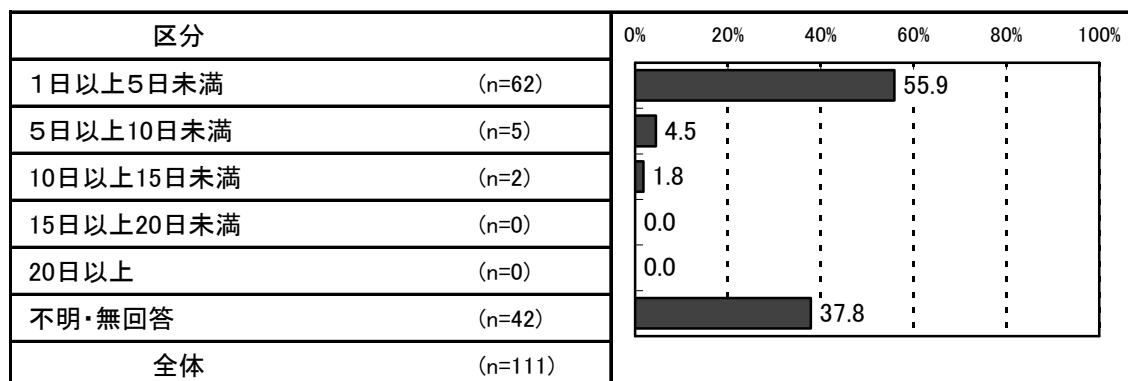 区分
0% 20% 40% 60% 80% 100%
1日以上5日未満 (n=62) 55.9
5日以上10日未満 (n=5) 4.5
10日以上15日未満 (n=2) 1.8
15日以上20日未満 (n=0) 0.0
20日以上 (n=0) 0.0
不明・無回答 (n=42) 37.8
全体 (n=111)